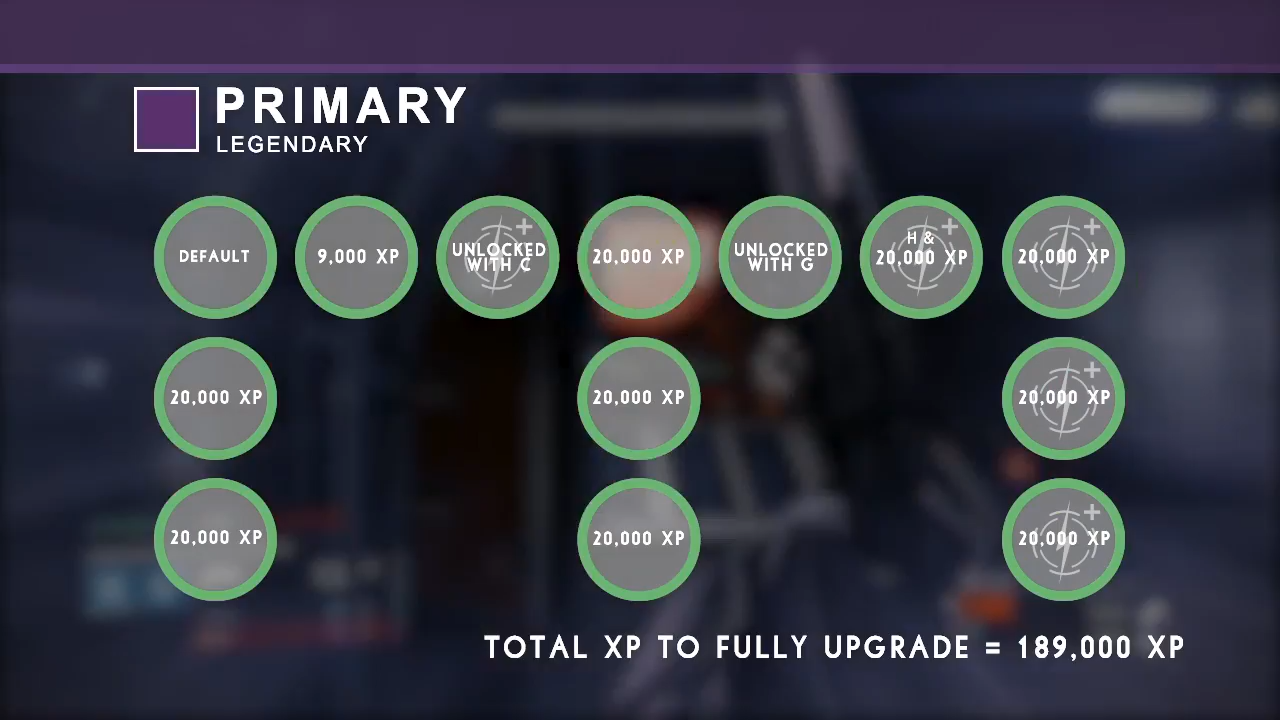 PRIMARY
LEGENDARY
DEFAULT
9,000 XP
UNLOCKED
WITH C
20,000 XP
UNLOCKED
WITH G
H &
20,000 XP
20,000 XP
20,000 XP
20,000 XP
20,000 XP
20,000 XP
20,000 XP
20,000 XP
TOTAL XP TO FULLY UPGRADE = 189,000 XP